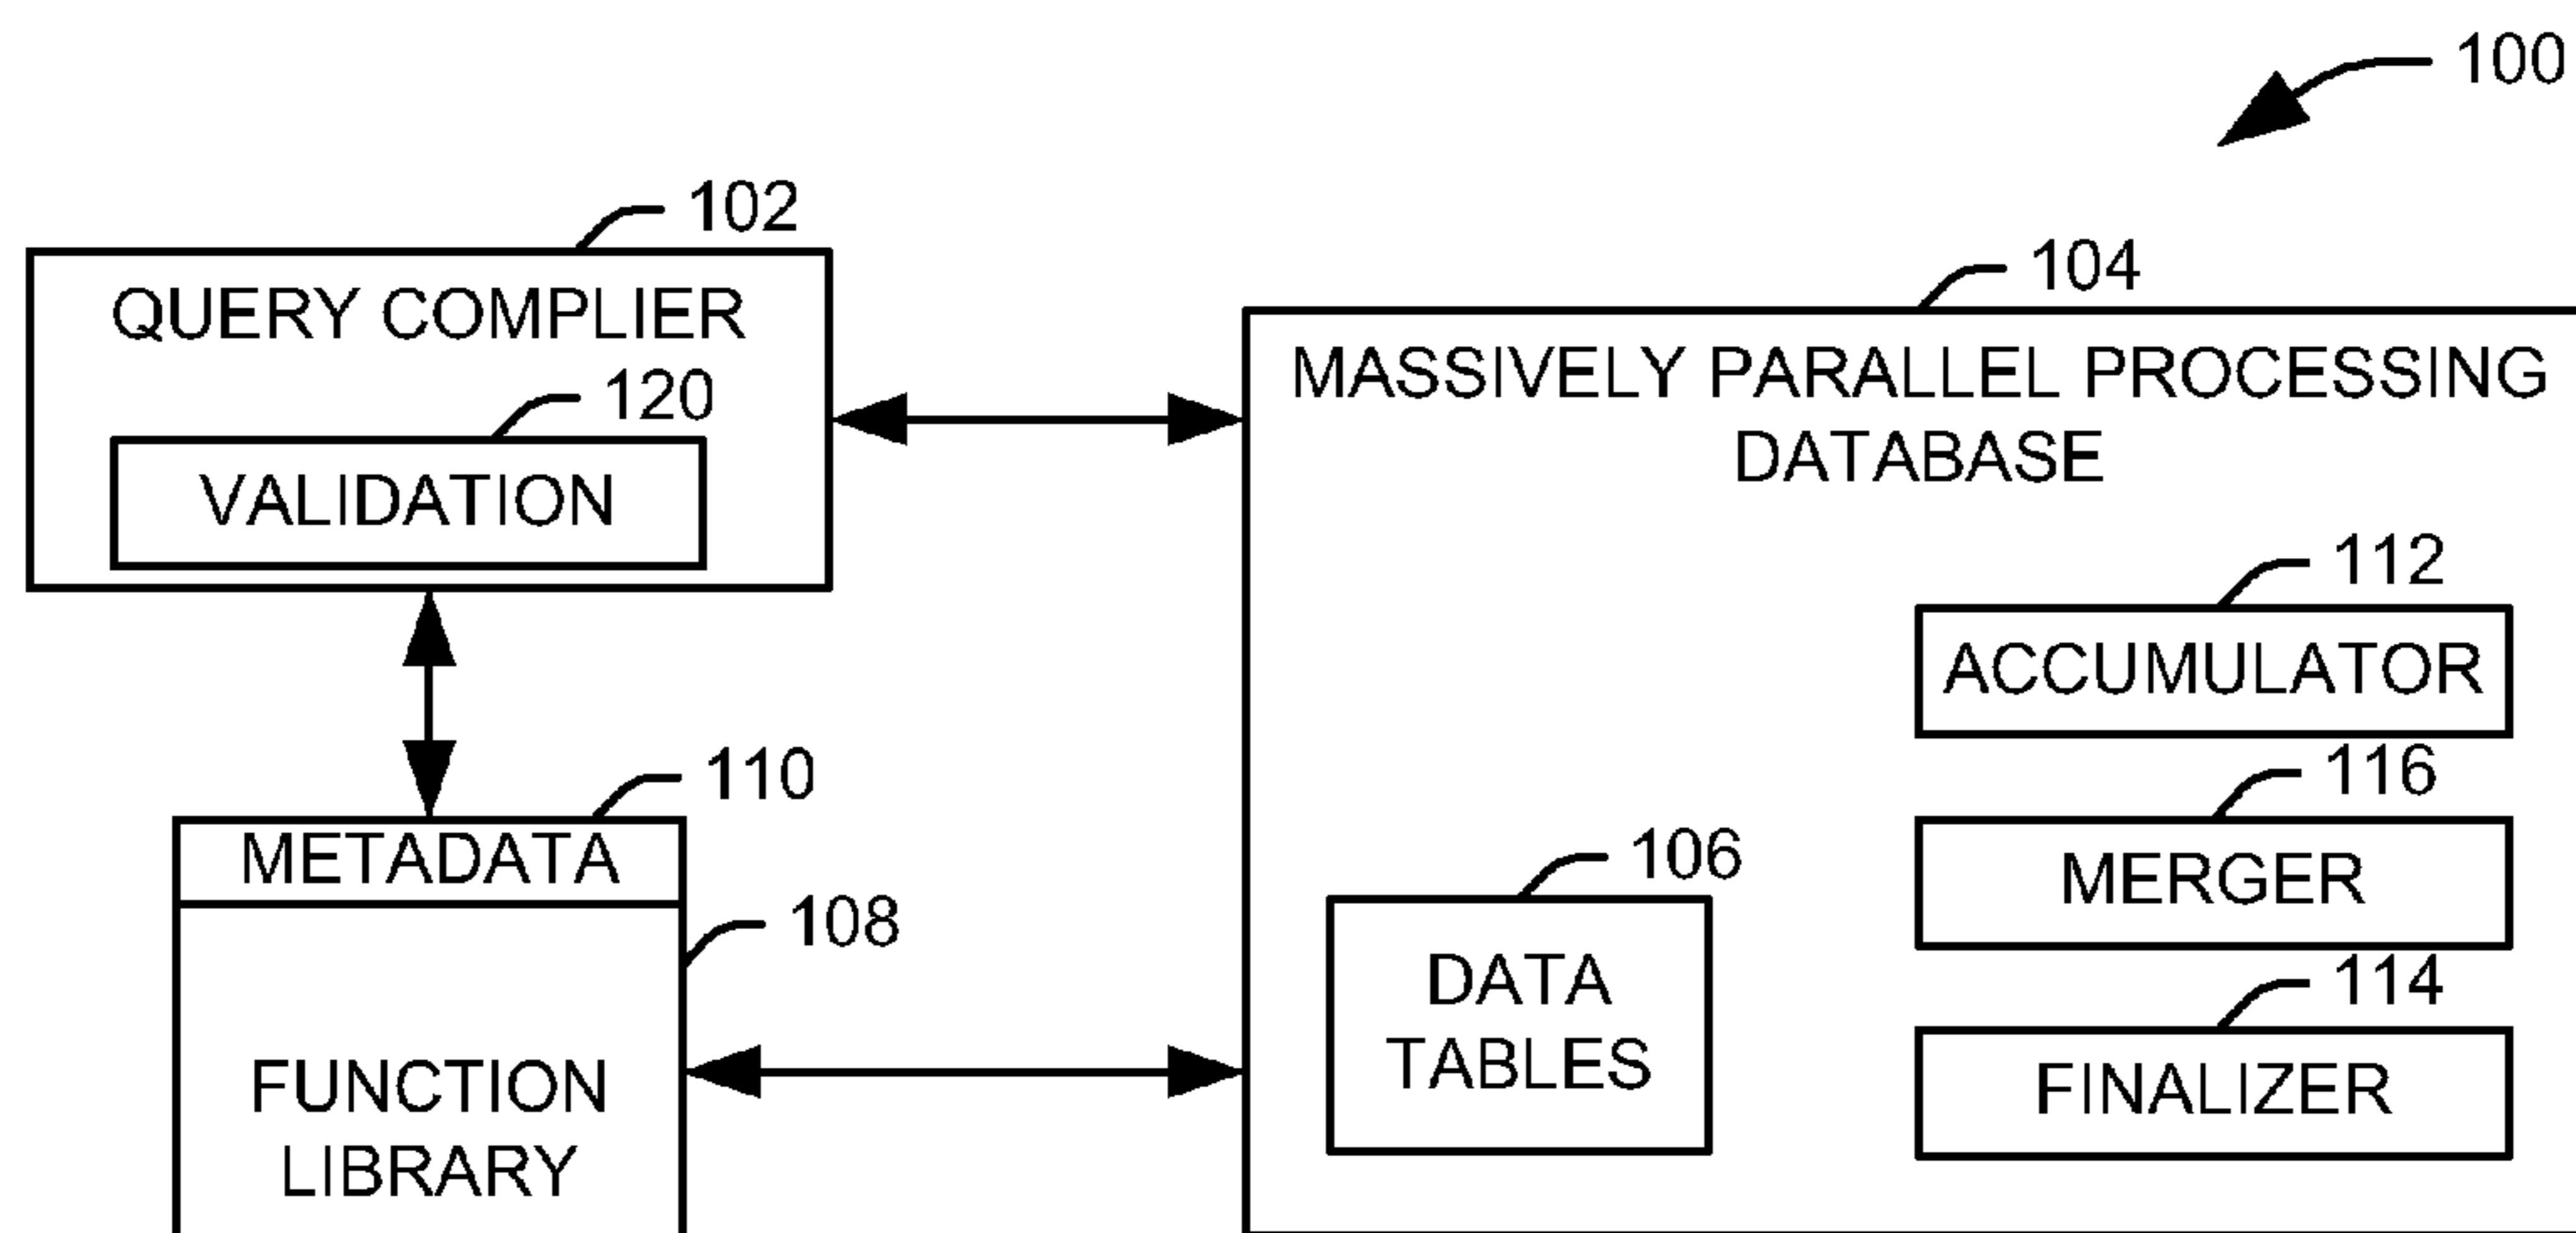 100
102
QUERY COMPLIER
120
VALIDATION
104
MASSIVELY PARALLEL PROCESSING
DATABASE
112
ACCUMULATOR
116
MERGER
114
FINALIZER
106
DATA
TABLES
110
METADATA
108
FUNCTION
LIBRARY